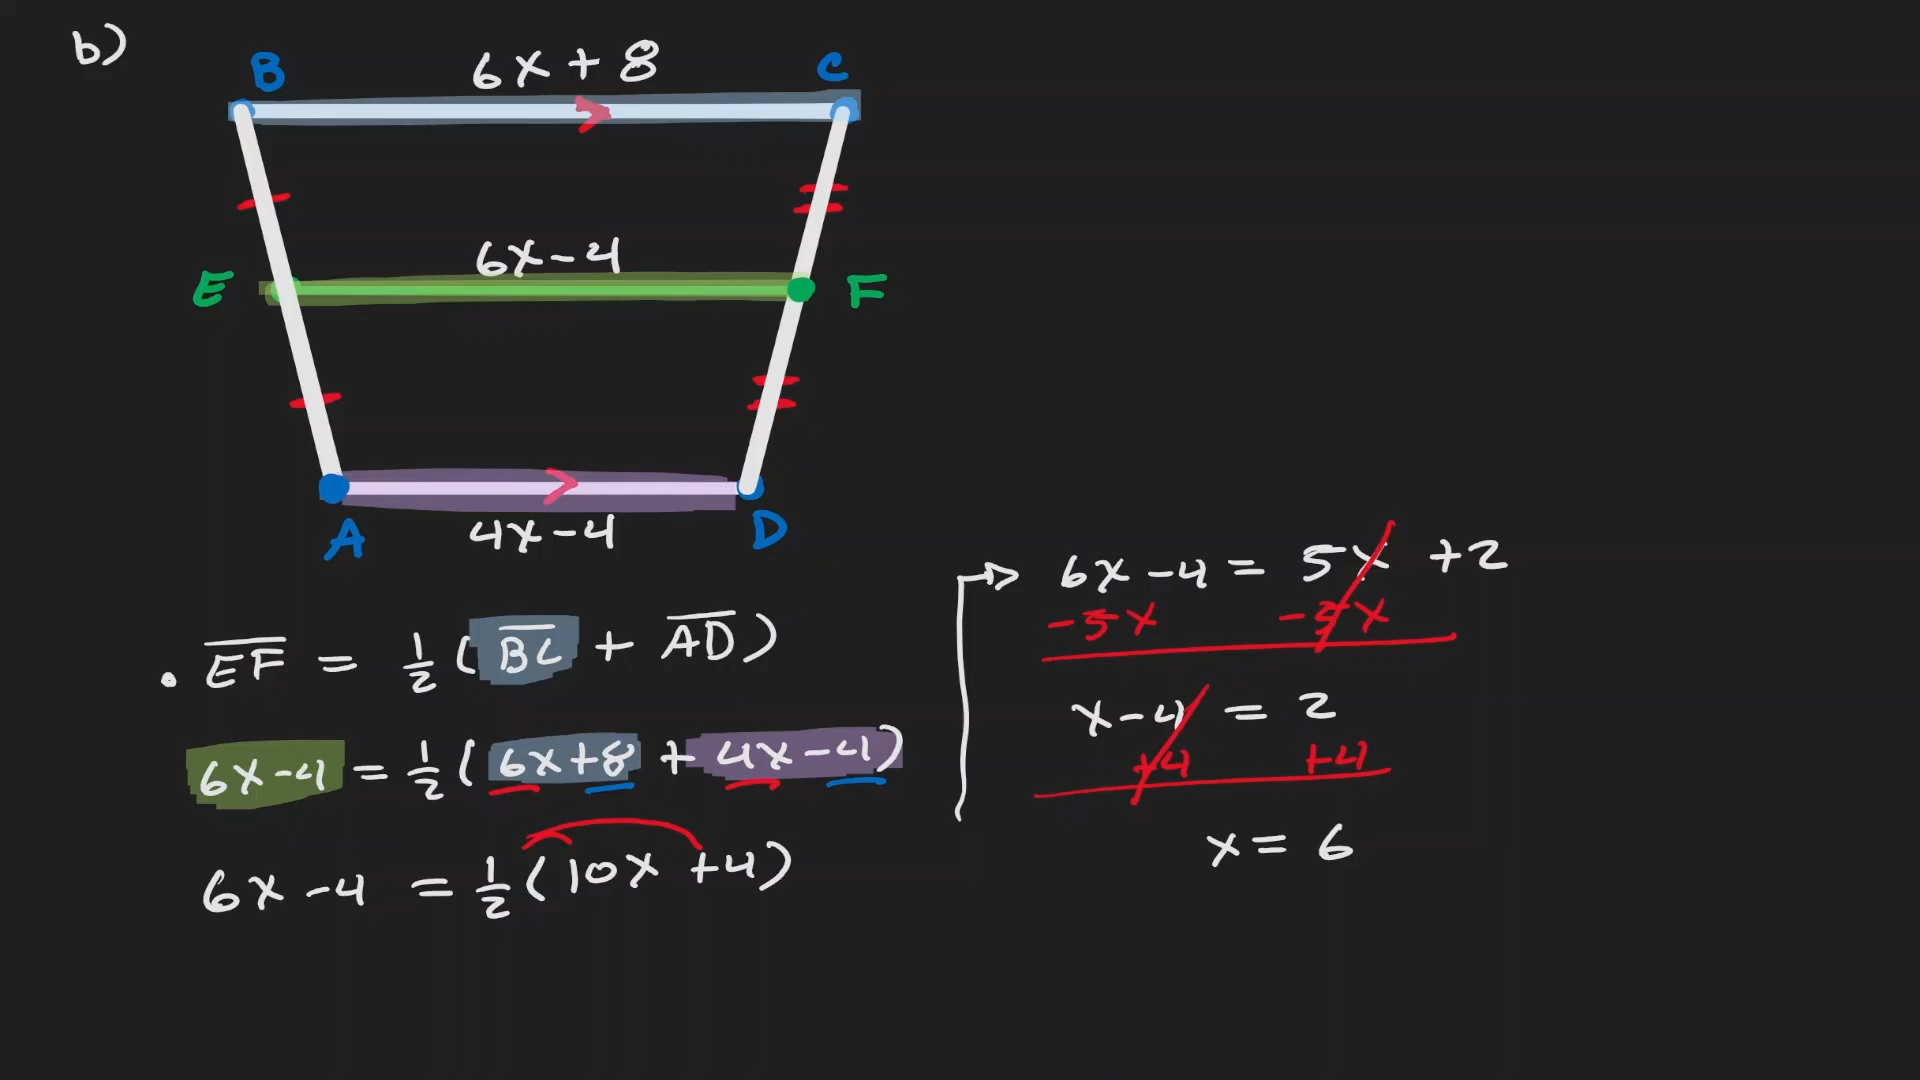 b)
B 6x + 8 C
E 6x - 4 F
A 4x - 4 D
. EF = 1/2 ( BC + AD )
6x - 4 = 1/2 ( 6x + 8 + 4x - 4 )
6x - 4 = 1/2 ( 10x + 4 )
6x - 4 = 5x + 2
-5x -5x
x - 4 = 2
+4 +4
x = 6